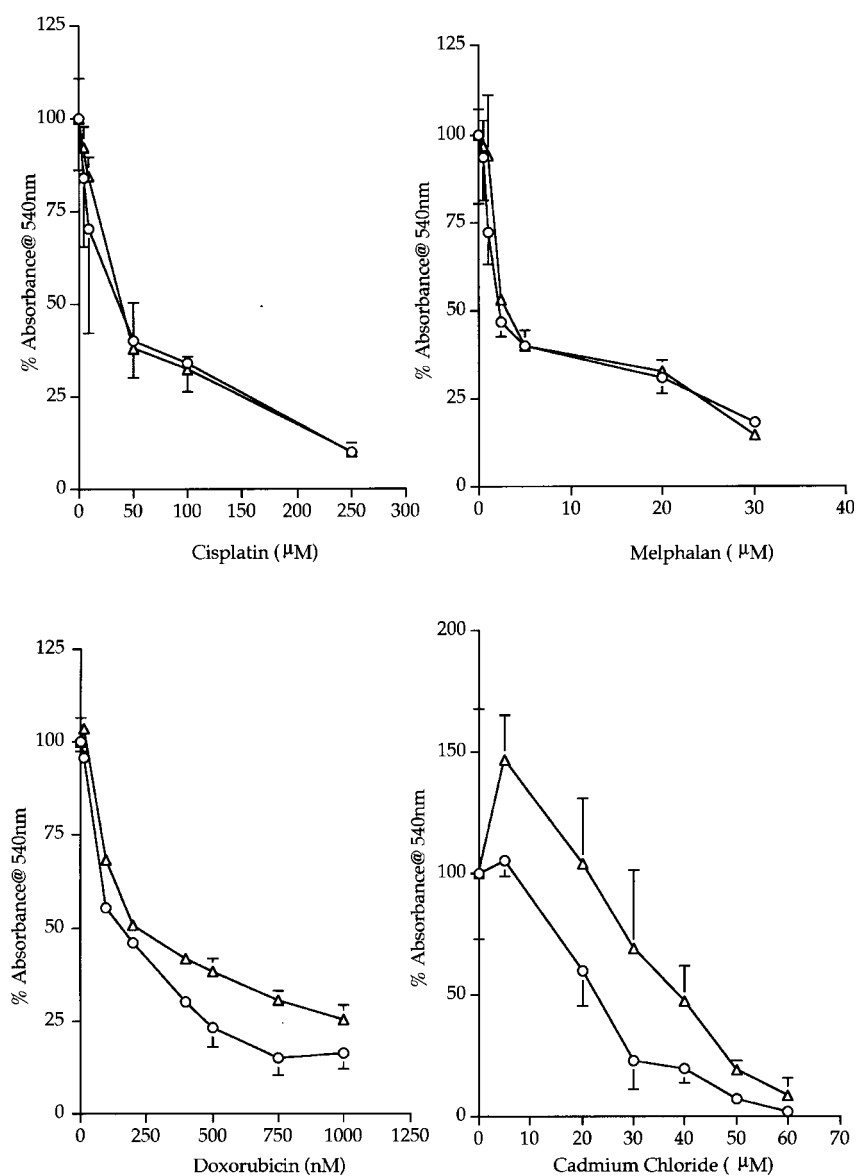 125
100
75
50
25
0
% Absorbance@ 540nm
0 50 100 150 200 250 300
Cisplatin (μM)
125
100
75
50
25
0
% Absorbance@ 540nm
0 10 20 30 40
Melphalan ( μM)
125
100
75
50
25
0
% Absorbance@ 540nm
0 250 500 750 1000 1250
Doxorubicin (nM)
200
150
100
50
0
% Absorbance@ 540nm
0 10 20 30 40 50 60 70
Cadmium Chloride ( μM)